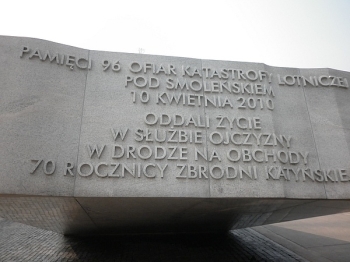 PAMIĘCI 96 OFIAR KATASTROFY LOTNICZEJ
POD SMOLEŃSKIEM
10 KWIETNIA 2010
ODDALI ŻYCIE
W SŁUŻBIE OJCZYZNY
W DRODZE NA OBCHODY
70 ROCZNICY ZBRODNI KATYŃSKIE